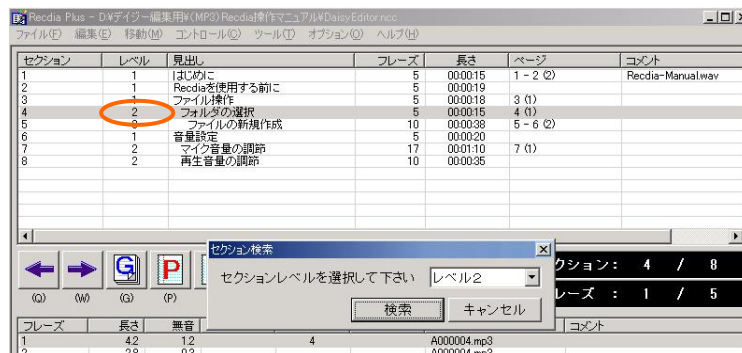 Recdia Plus - D:¥デイジー編集用¥(MP3)Recdia操作マニュアル¥DaisyEditor.ncc
ファイル(F) 編集(E) 移動(M) コントロール(C) ツール(T) オプション(O) ヘルプ(H)
セクション レベル 見出し フレーズ 長さ ページ コメント
1 1 はじめに 5 00:00:15 1 - 2 (2) Recdia-Manual.wav
2 1 Recdiaを使用する前に 5 00:00:19
3 1 ファイル操作 5 00:00:18 3 (1)
4 2 フォルダの選択 5 00:00:15 4 (1)
5 ファイルの新規作成 10 00:00:38 5 - 6 (2)
6 1 音量設定 5 00:00:20
7 2 マイク音量の調節 17 00:01:10 7 (1)
8 2 再生音量の調節 10 00:00:35
セクション検索
セクションレベルを選択して下さい レベル2
検索 キャンセル
G P
(Q) (W) (G) (P)
クション: 4 / 8
レーズ : 1 / 5
フレーズ 長さ 無音 コメント
1 4.2 1.2 4 A000004.mp3
2 2.8 0.3 A000004.mp3